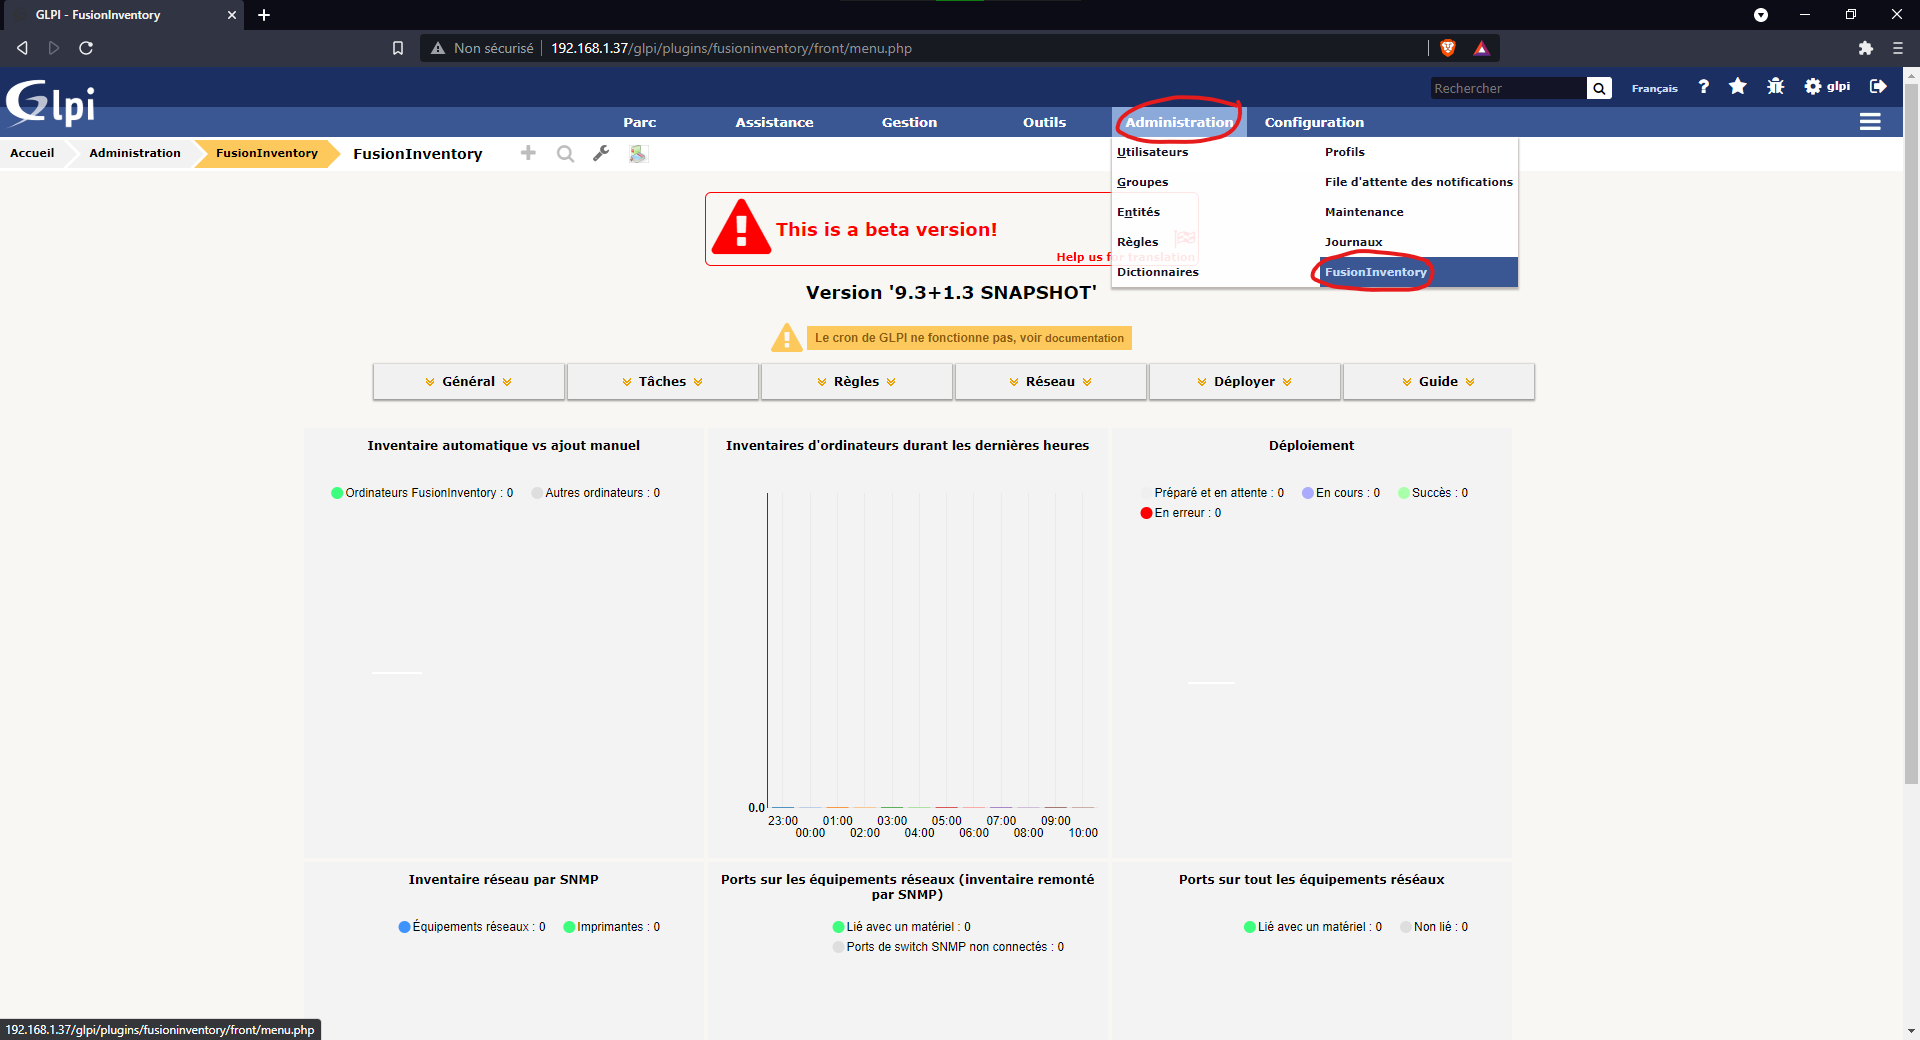 GLPI - FusionInventory
Non sécurisé
192.168.1.37/glpi/plugins/fusioninventory/front/menu.php
Glpi
Rechercher
Français
?
glpi
Parc
Assistance
Gestion
Outils
Administration
Configuration
Accueil
Administration
FusionInventory
FusionInventory
Utilisateurs
Profils
Groupes
File d'attente des notifications
Entités
Maintenance
Règles
Journaux
Dictionnaires
FusionInventory
This is a beta version!
Help us for translation
Version '9.3+1.3 SNAPSHOT'
Le cron de GLPI ne fonctionne pas, voir documentation
Général
Tâches
Règles
Réseau
Déployer
Guide
Inventaire automatique vs ajout manuel
Ordinateurs FusionInventory : 0
Autres ordinateurs : 0
Inventaires d'ordinateurs durant les dernières heures
0.0
23:00
00:00
01:00
02:00
03:00
04:00
05:00
06:00
07:00
08:00
09:00
10:00
Déploiement
Préparé et en attente : 0
En cours : 0
Succès : 0
En erreur : 0
Inventaire réseau par SNMP
Équipements réseaux : 0
Imprimantes : 0
Ports sur les équipements réseaux (inventaire remonté
par SNMP)
Lié avec un matériel : 0
Ports de switch SNMP non connectés : 0
Ports sur tout les équipements réséaux
Lié avec un matériel : 0
Non lié : 0
192.168.1.37/glpi/plugins/fusioninventory/front/menu.php